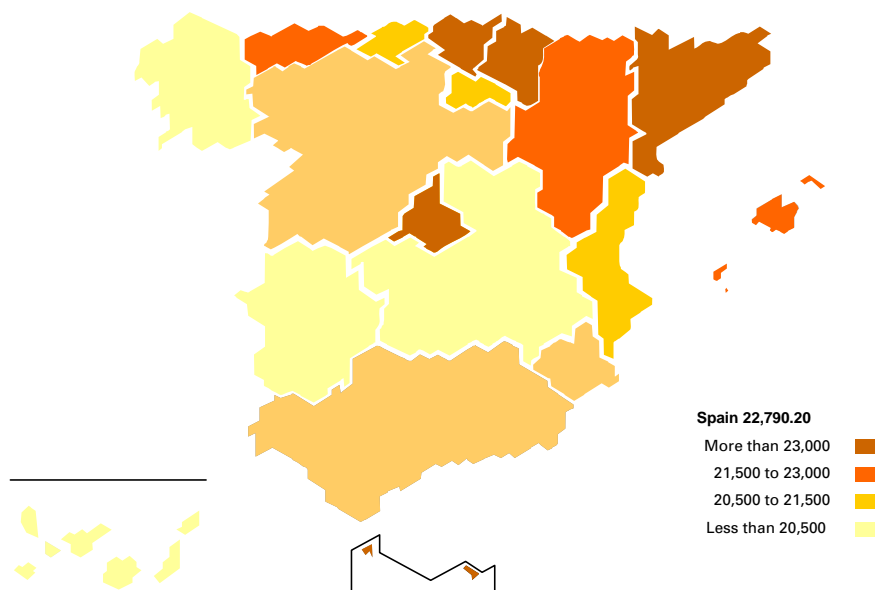 Spain 22,790.20
More than 23,000
21,500 to 23,000
20,500 to 21,500
Less than 20,500